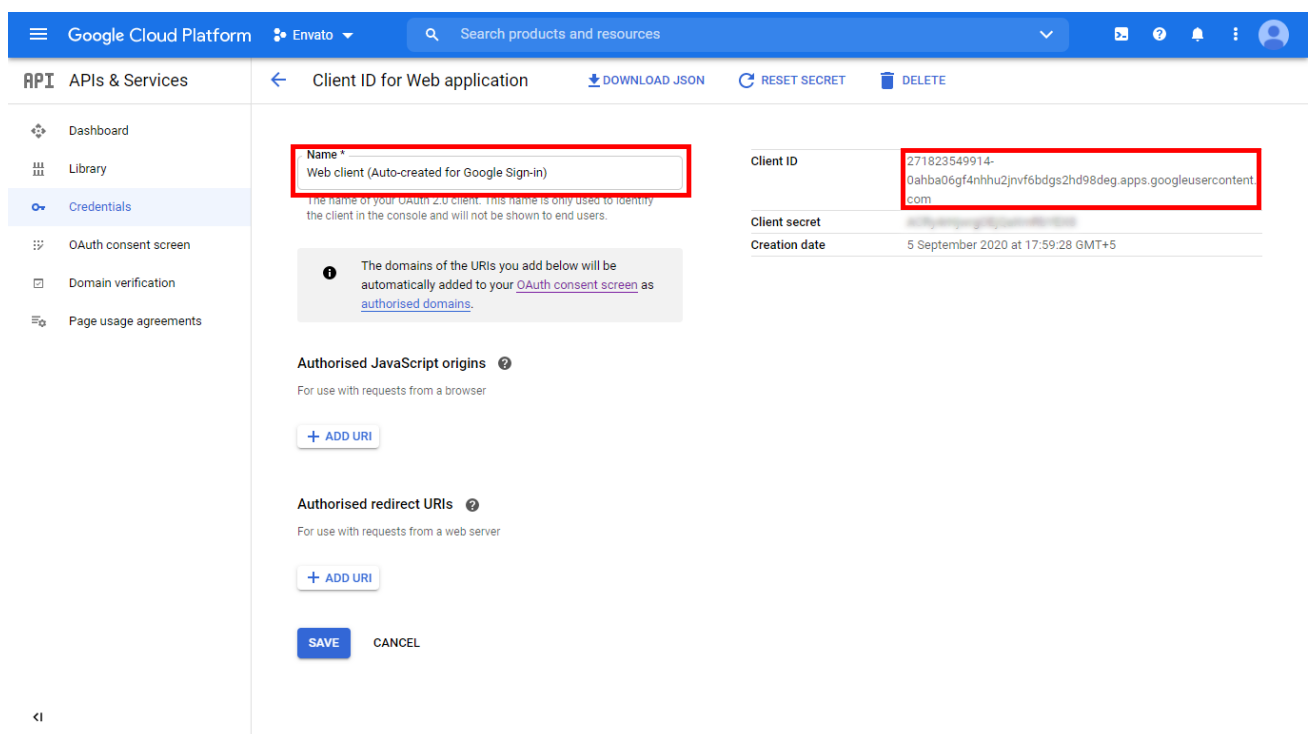 Google Cloud Platform
Envato
Search products and resources
API APIs & Services
Client ID for Web application
DOWNLOAD JSON
RESET SECRET
DELETE
Dashboard
Library
Credentials
OAuth consent screen
Domain verification
Page usage agreements
Name *
Web client (Auto-created for Google Sign-in)
The name of your OAuth 2.0 client. This name is only used to identify
the client in the console and will not be shown to end users.
The domains of the URIs you add below will be
automatically added to your OAuth consent screen as
authorised domains.
Authorised JavaScript origins
For use with requests from a browser
+ ADD URI
Authorised redirect URIs
For use with requests from a web server
+ ADD URI
SAVE
CANCEL
Client ID
271823549914-
0ahba06gf4nhhu2jnvf6bdgs2hd98deg.apps.googleusercontent.
com
Client secret
Creation date
5 September 2020 at 17:59:28 GMT+5